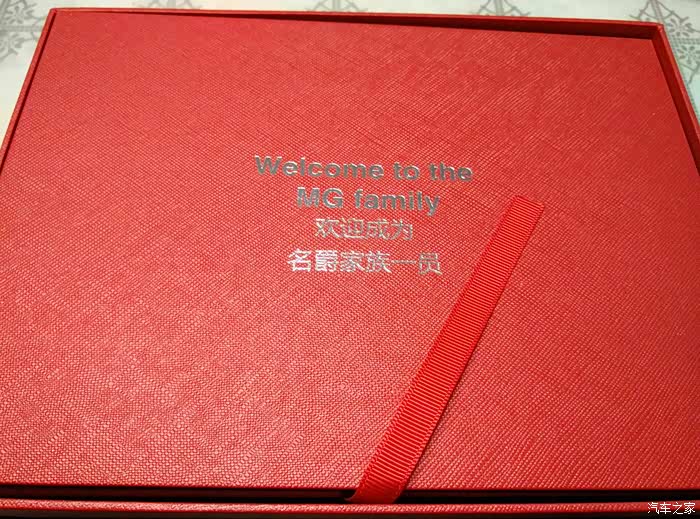 Welcome to the
MG family
欢迎成为
名爵家族一员
汽车之家